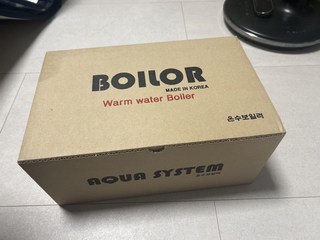 BOILOR
MADE IN KOREA
Warm water Boiler
온수보일러
AQUA SYSTEM